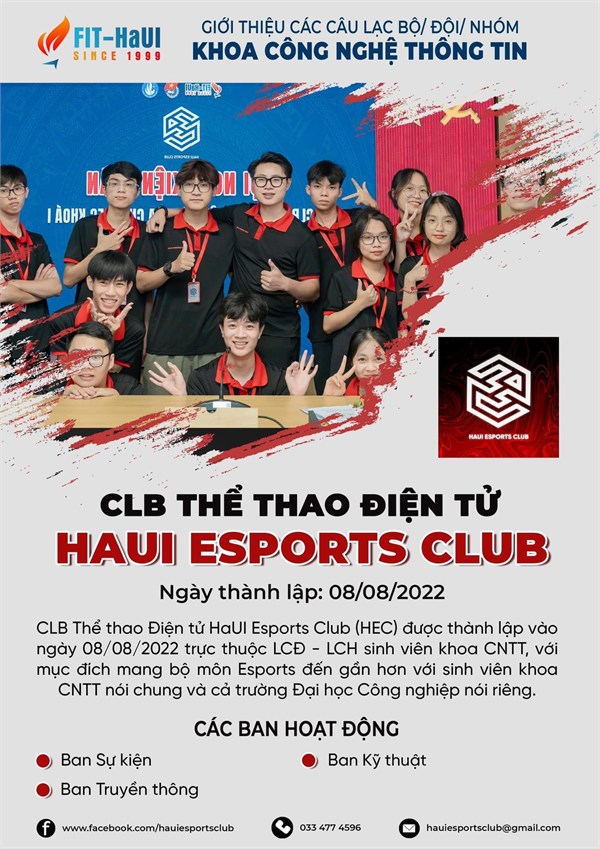 FIT-HaUI
SINCE 1999
GIỚI THIỆU CÁC CÂU LẠC BỘ/ ĐỘI/ NHÓM
KHOA CÔNG NGHỆ THÔNG TIN
HAUI ESPORTS CLUB
CLB THỂ THAO ĐIỆN TỬ
HAUI ESPORTS CLUB
Ngày thành lập: 08/08/2022
CLB Thể thao Điện tử HaUI Esports Club (HEC) được thành lập vào
ngày 08/08/2022 trực thuộc LCĐ - LCH sinh viên khoa CNTT, với
mục đích mang bộ môn Esports đến gần hơn với sinh viên khoa
CNTT nói chung và cả trường Đại học Công nghiệp nói riêng.
CÁC BAN HOẠT ĐỘNG
Ban Sự kiện
Ban Kỹ thuật
Ban Truyền thông
www.facebook.com/hauiesportsclub
033 477 4596
hauiesportsclub@gmail.com